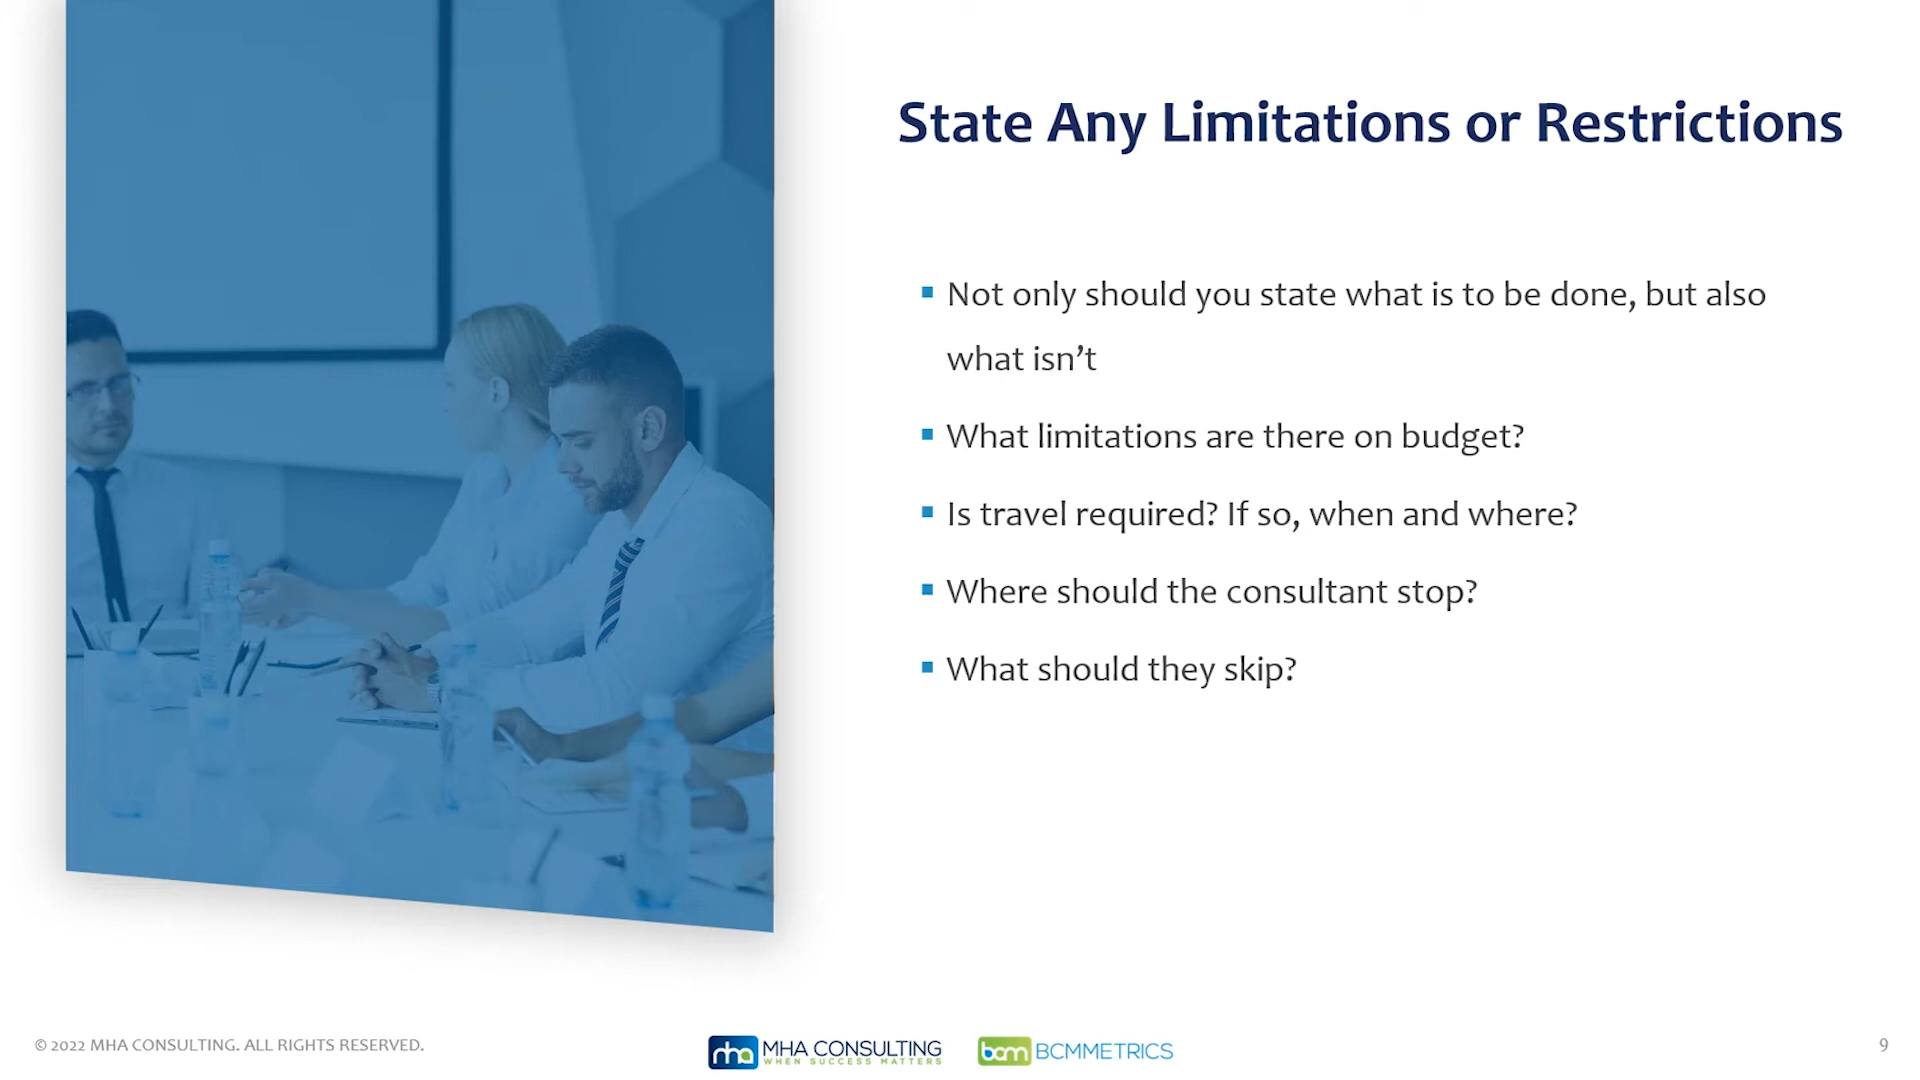 State Any Limitations or Restrictions
▪ Not only should you state what is to be done, but also
what isn’t
▪ What limitations are there on budget?
▪ Is travel required? If so, when and where?
▪ Where should the consultant stop?
▪ What should they skip?
© 2022 MHA CONSULTING. ALL RIGHTS RESERVED.
mha MHA CONSULTING
WHEN SUCCESS MATTERS
bcm BCMMETRICS
9